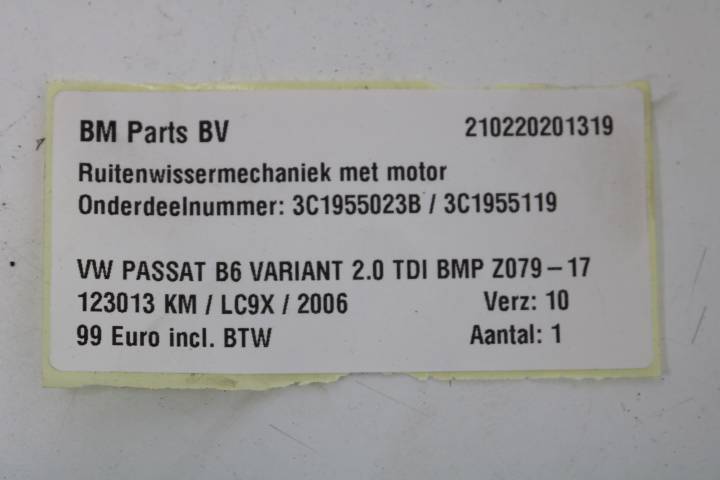 BM Parts BV 210220201319
Ruitenwissermechaniek met motor
Onderdeelnummer: 3C1955023B / 3C1955119
VW PASSAT B6 VARIANT 2.0 TDI BMP Z079-17
123013 KM / LC9X / 2006 Verz: 10
99 Euro incl. BTW Aantal: 1